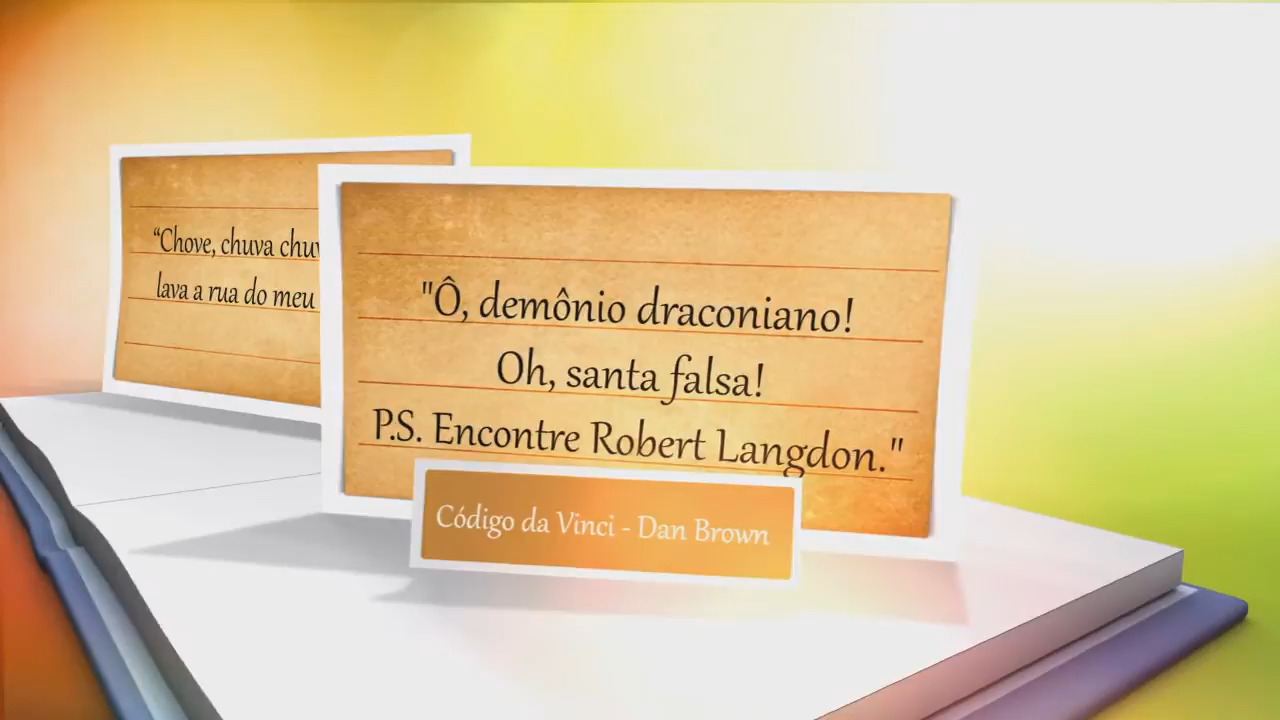 “Chove, chuva
lava a rua do meu
"Ô, demônio draconiano!
Oh, santa falsa!
P.S. Encontre Robert Langdon."
Código da Vinci - Dan Brown